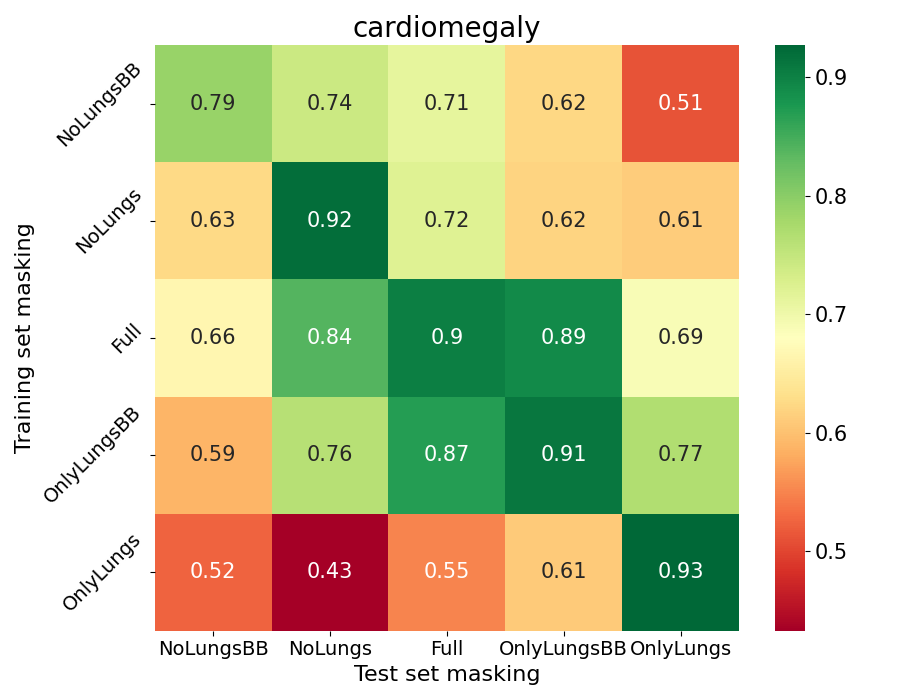 cardiomegaly
NoLungsBB 0.79 0.74 0.71 0.62 0.51
NoLungs 0.63 0.92 0.72 0.62 0.61
Full 0.66 0.84 0.9 0.89 0.69
OnlyLungsBB 0.59 0.76 0.87 0.91 0.77
OnlyLungs 0.52 0.43 0.55 0.61 0.93
NoLungsBB NoLungs Full OnlyLungsBB OnlyLungs
Test set masking
Training set masking
0.9
0.8
0.7
0.6
0.5